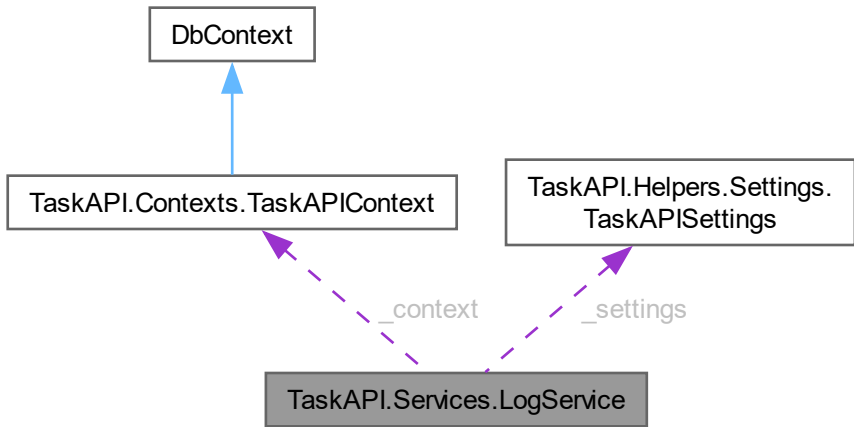 DbContext
TaskAPI.Contexts.TaskAPIContext
TaskAPI.Helpers.Settings.
TaskAPISettings
_context
_settings
TaskAPI.Services.LogService